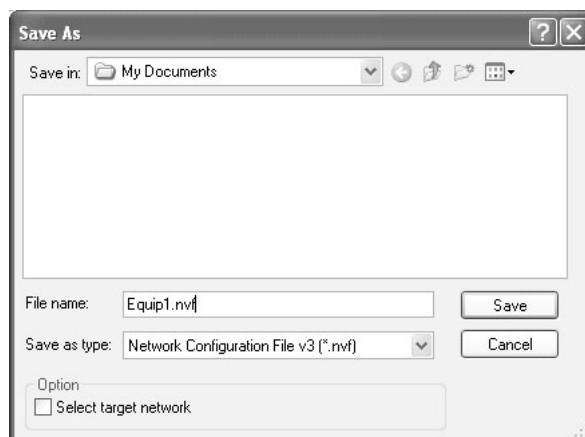 Save As
Save in: My Documents
File name: Equip1.nvf
Save
Save as type: Network Configuration File v3 (*.nvf)
Cancel
Option
Select target network